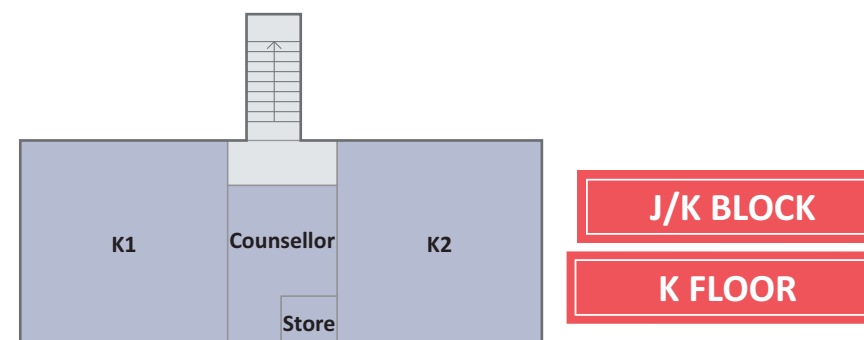 K1
Counsellor
K2
Store
J/K BLOCK
K FLOOR